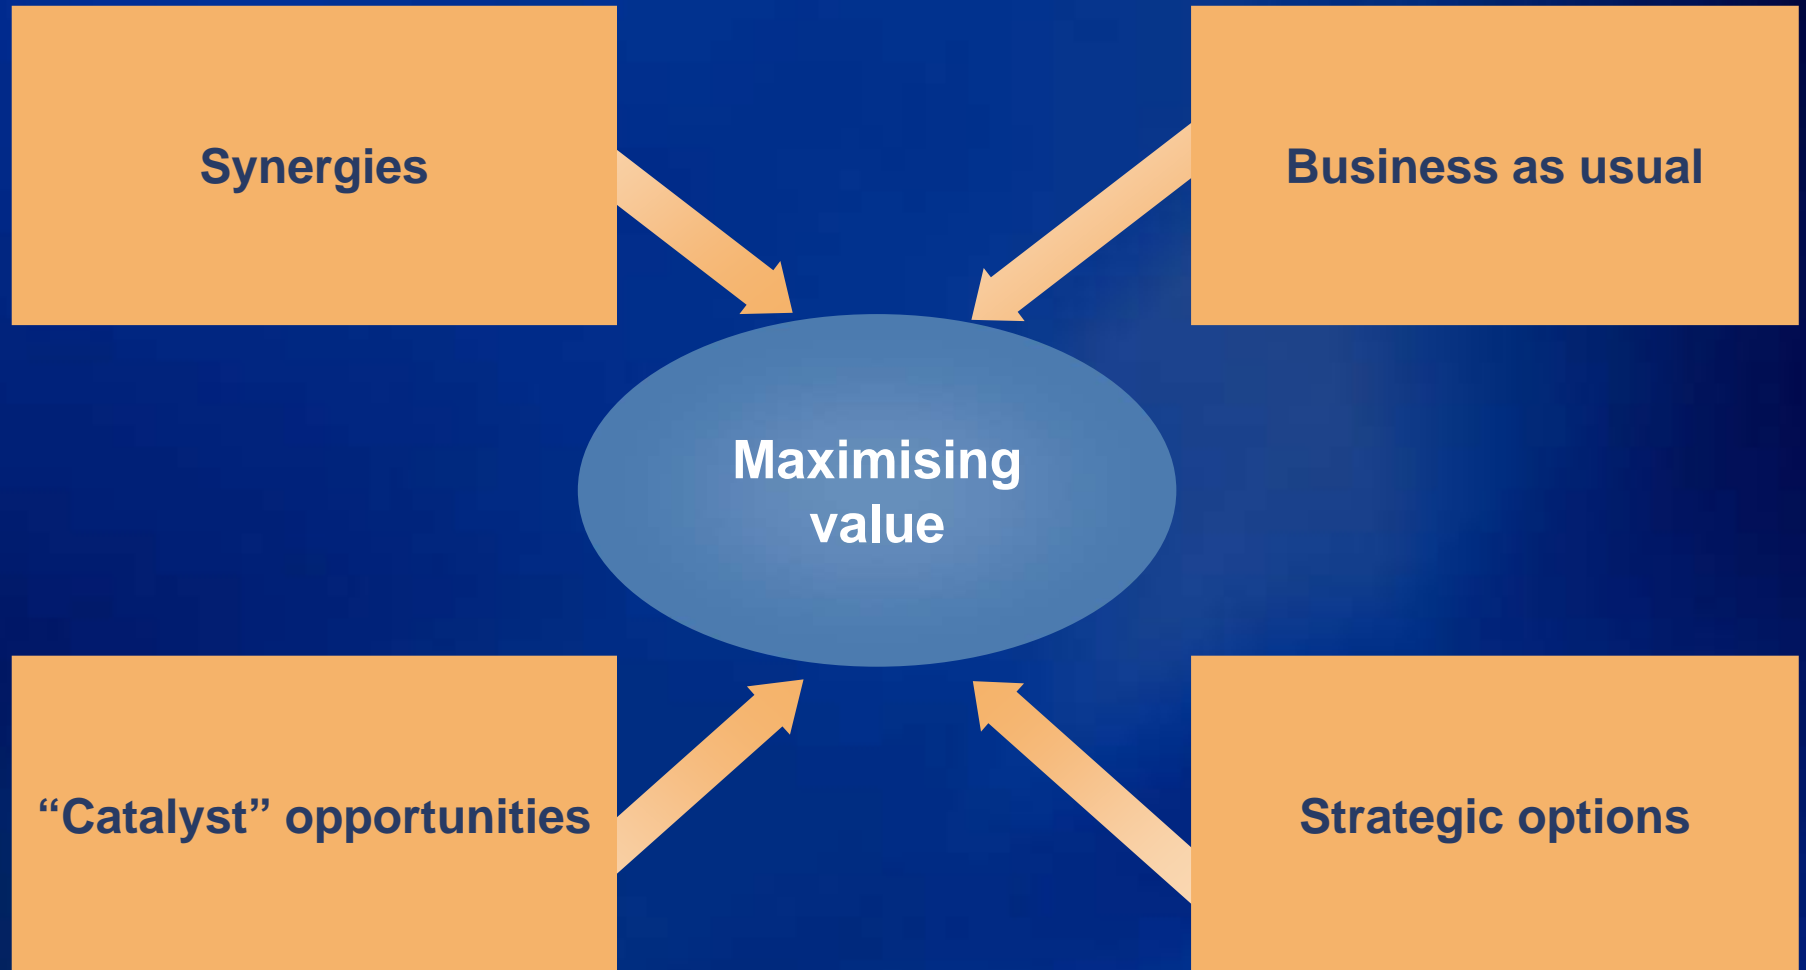 Synergies
Business as usual
Maximising
value
“Catalyst” opportunities
Strategic options